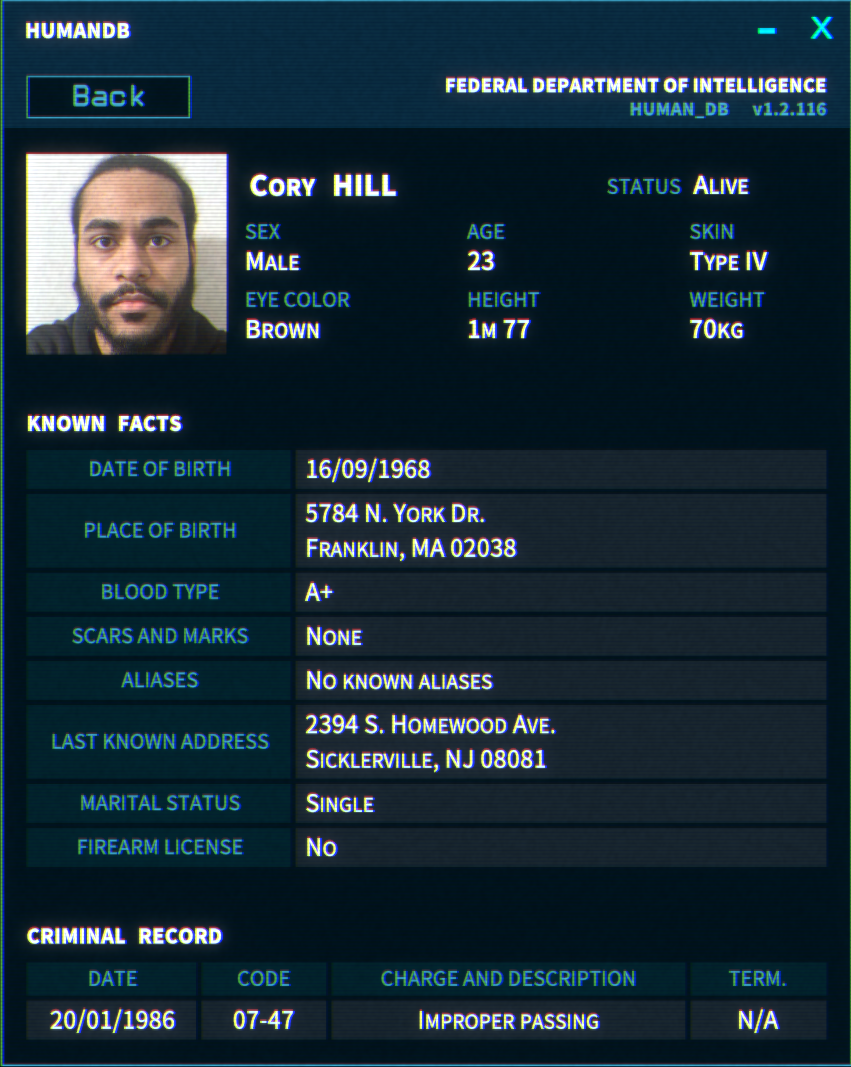 HUMANDB
– X
Back
FEDERAL DEPARTMENT OF INTELLIGENCE
HUMAN_DB v1.2.116
CORY HILL
STATUS ALIVE
SEX AGE SKIN
MALE 23 TYPE IV
EYE COLOR HEIGHT WEIGHT
BROWN 1M 77 70KG
KNOWN FACTS
DATE OF BIRTH 16/09/1968
PLACE OF BIRTH
5784 N. YORK DR.
FRANKLIN, MA 02038
BLOOD TYPE A+
SCARS AND MARKS NONE
ALIASES NO KNOWN ALIASES
LAST KNOWN ADDRESS
2394 S. HOMEWOOD AVE.
SICKLERVILLE, NJ 08081
MARITAL STATUS SINGLE
FIREARM LICENSE NO
CRIMINAL RECORD
DATE CODE CHARGE AND DESCRIPTION TERM.
20/01/1986 07-47 IMPROPER PASSING N/A